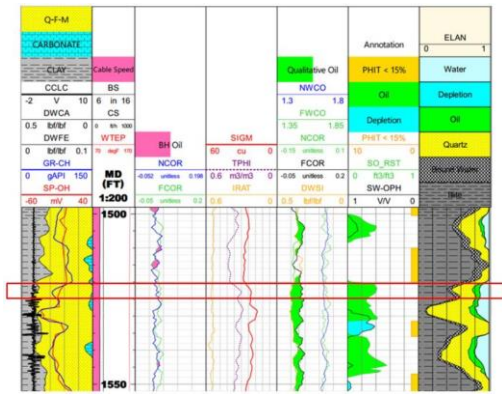 Q-F-M
CARBONATE
CLAY
CCLC
-2 V 10
DWCA
0.5 lbf/lbf 0
DWFE
0 lbf/lbf 0.1
GR-CH
0 gAPI 150
SP-OH
-60 mV 40
Cable Speed
BS
6 in 16
CS
WTEP
MD
(FT)
1:200
1500
1550
BH Oil
NCOR
-0.052 unitless 0.198
FCOR
-0.05 unitless 0.2
SIGM
60 cu 0
TPHI
0.6 m3/m3 0
IRAT
0.6 0
Qualitative Oil
NWCO
1.3 1.8
FWCO
1.35 1.85
NCOR
-0.15 unitless 0.1
FCOR
-0.05 unitless 0.2
DWSI
0.5 lbf/lbf 0
Annotation
PHIT < 15%
Oil
Depletion
PHIT < 15%
10 0
SO_RST
0 ft3/ft3 1
SW-OPH
1 V/V 0
ELAN
0 1
Water
Depletion
Oil
Quartz
Bound Water